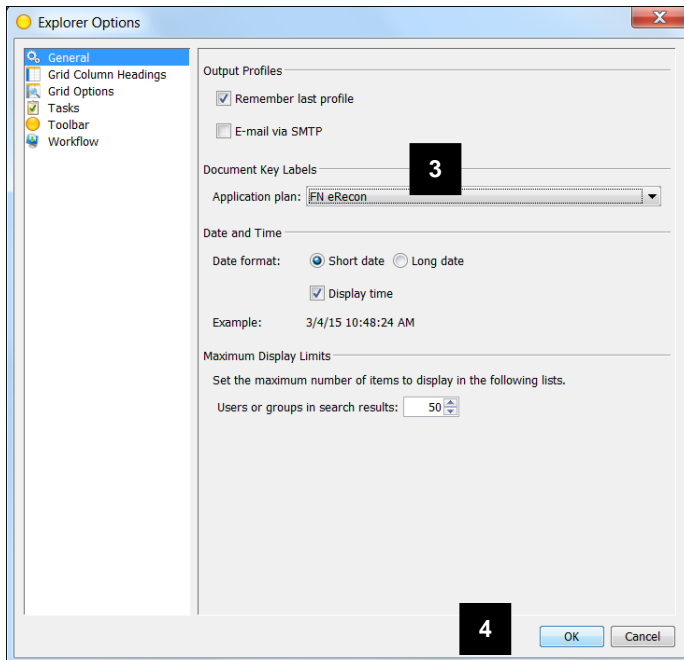 Explorer Options
General
Grid Column Headings
Grid Options
Tasks
Toolbar
Workflow
Output Profiles
Remember last profile
E-mail via SMTP
3
Document Key Labels
Application plan: FN eRecon
Date and Time
Date format: Short date Long date
Display time
Example: 3/4/15 10:48:24 AM
Maximum Display Limits
Set the maximum number of items to display in the following lists.
Users or groups in search results: 50
4
OK Cancel